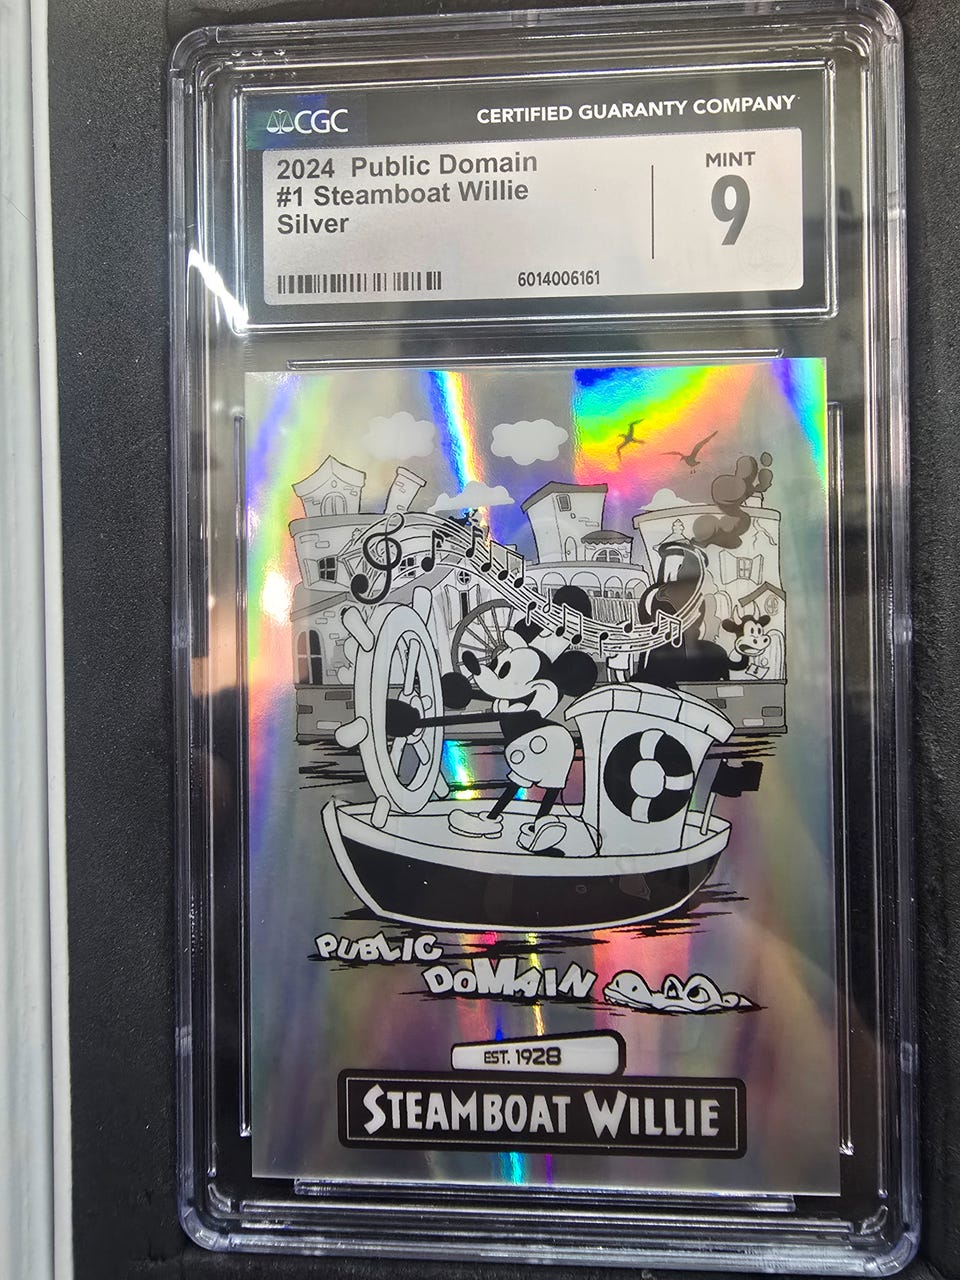 CGC
CERTIFIED GUARANTY COMPANY
2024 Public Domain
#1 Steamboat Willie
Silver
MINT
9
6014006161
PUBLIC
DOMAIN
EST. 1928
STEAMBOAT WILLIE